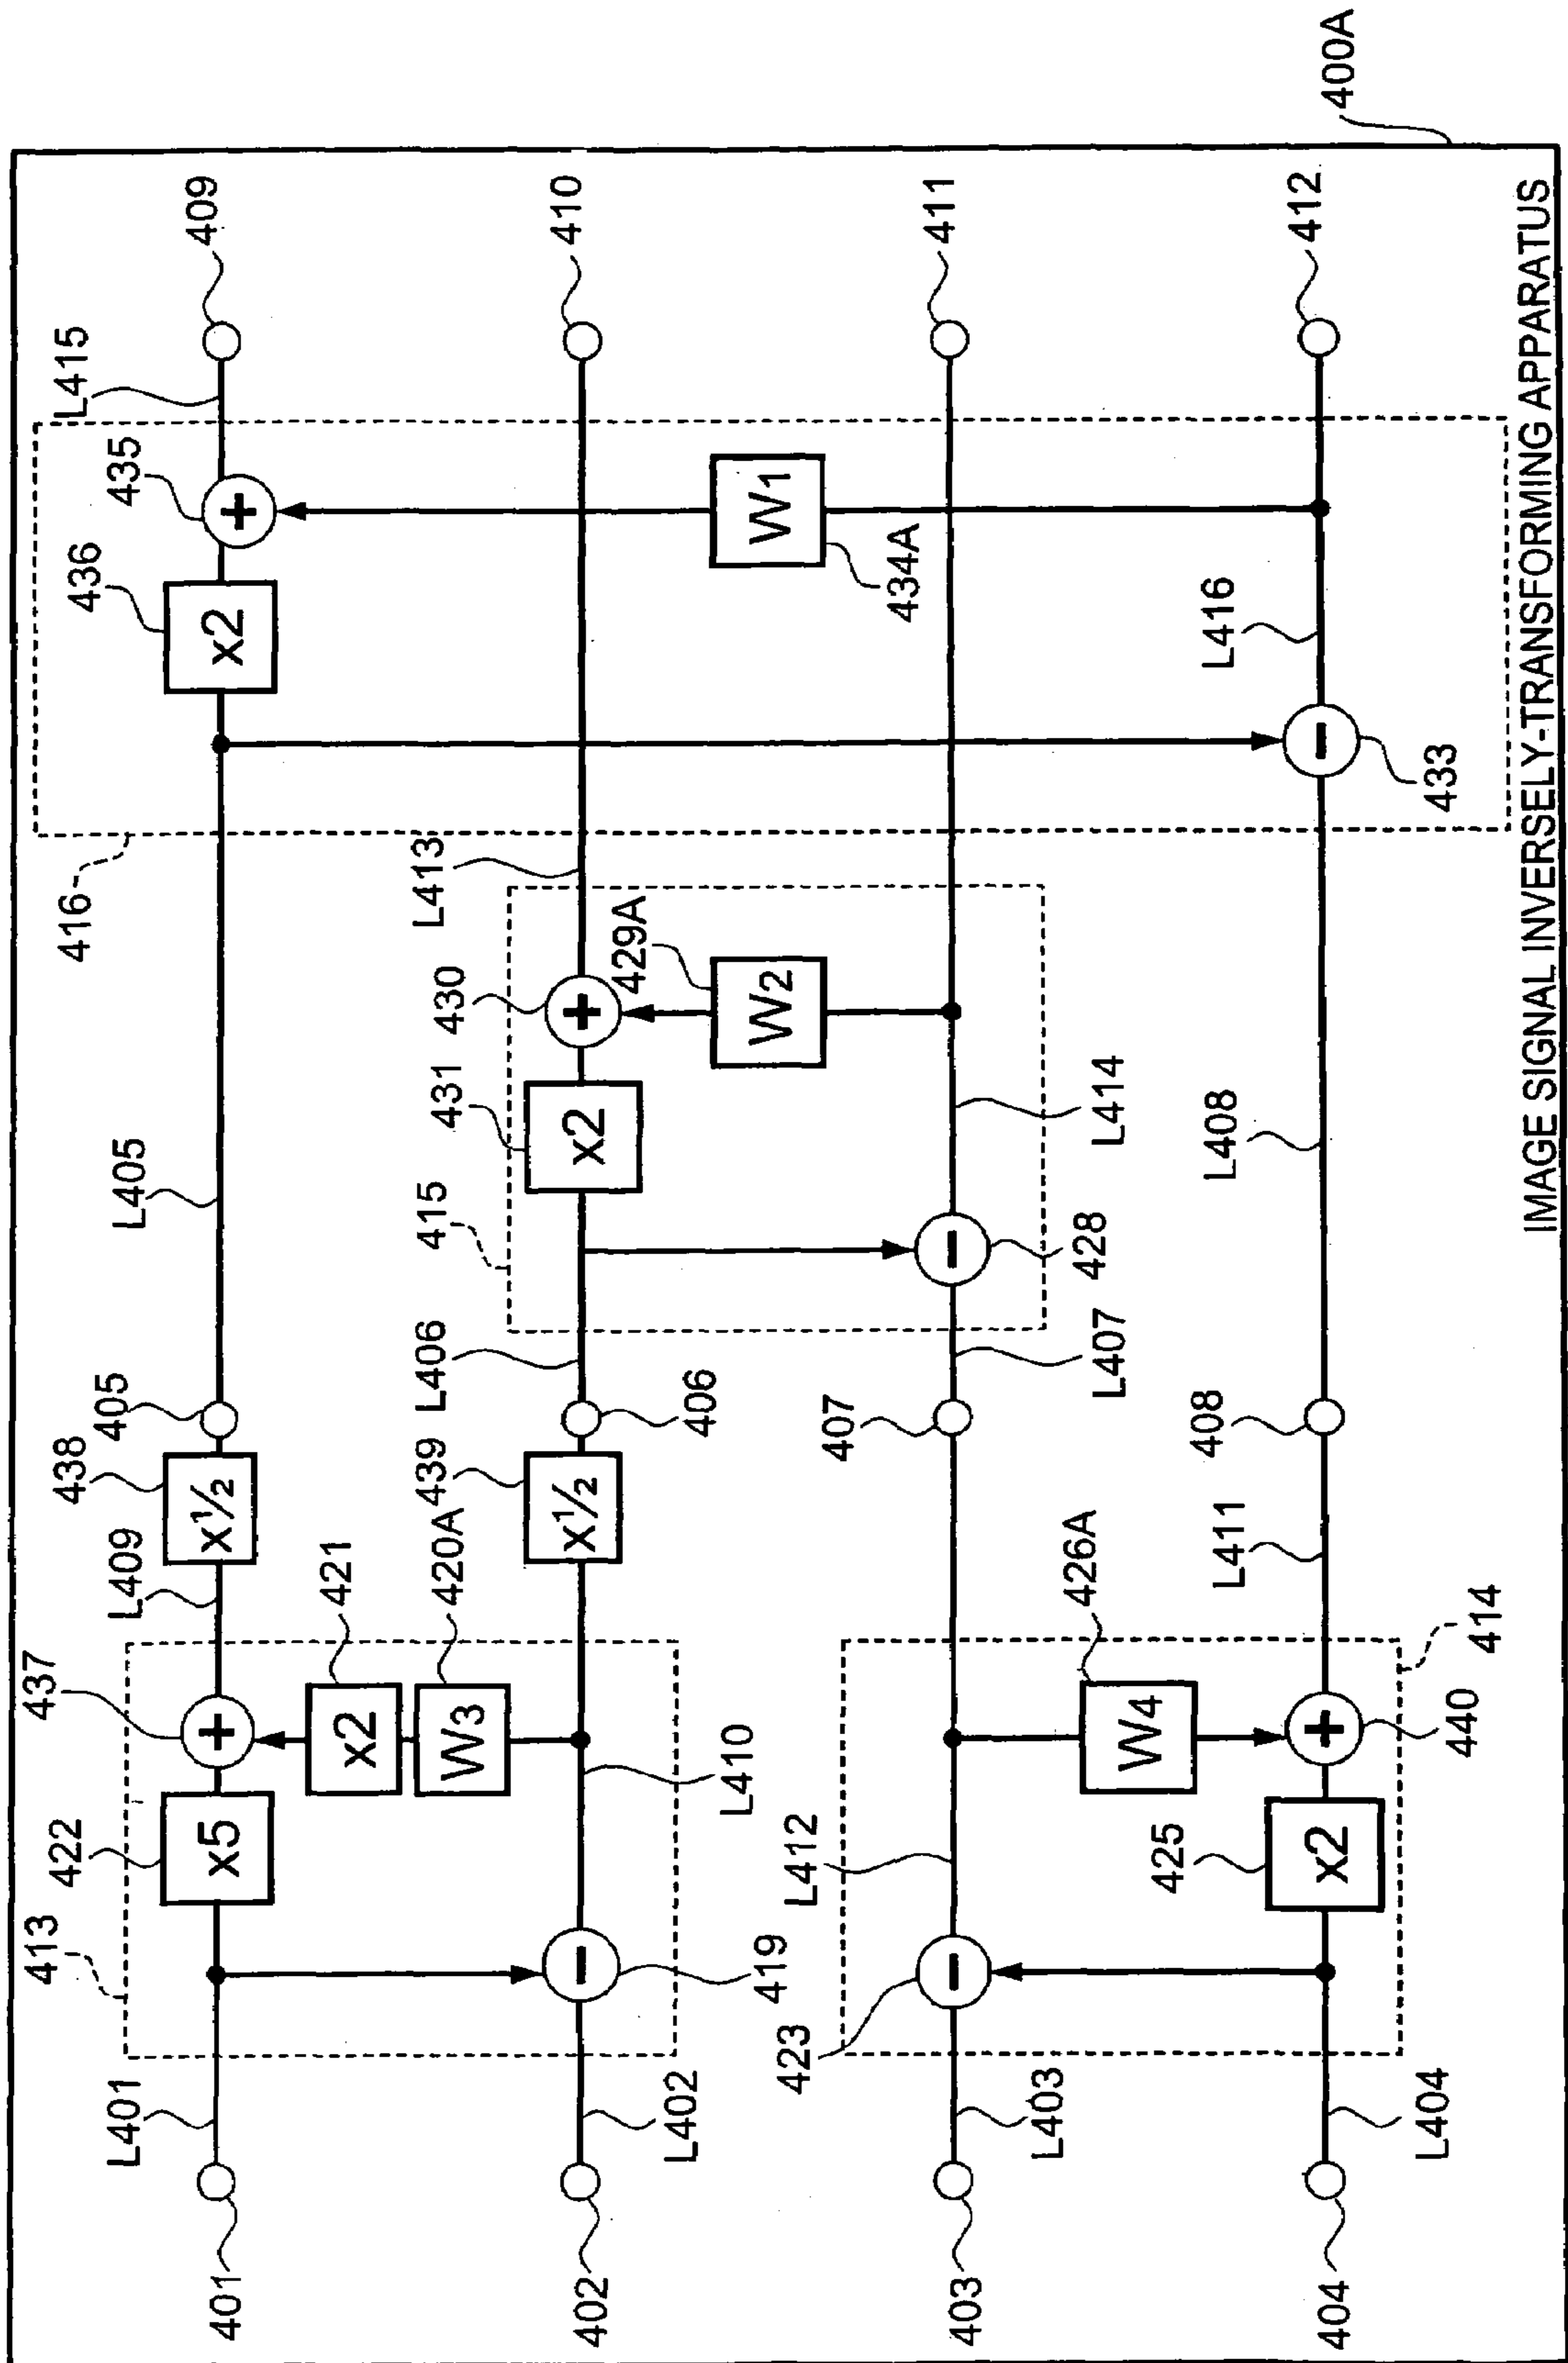 400A
409
410
411
412
L415
435
436
x2
+
W1
434A
L416
−
433
416
L413
430
429A
+
W2
431
x2
L414
415
−
428
L405
L408
L406
L407
405
406
407
408
438
x½
439
x½
L409
421
420A
437
+
x2
W3
L410
422
x5
413
−
419
L401
L402
401
402
L411
414
426A
W4
+
440
L412
425
x2
−
423
L403
L404
403
404
IMAGE SIGNAL INVERSELY-TRANSFORMING APPARATUS